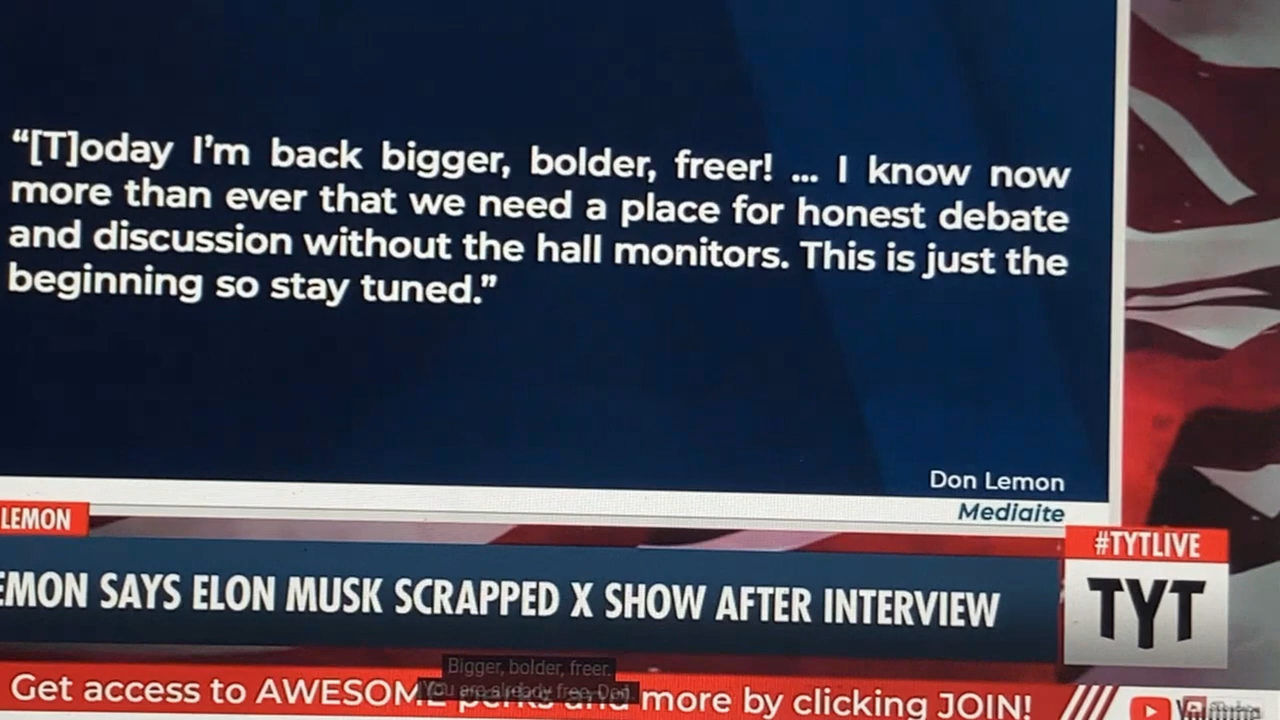 “[T]oday I’m back bigger, bolder, freer! ... I know now
more than ever that we need a place for honest debate
and discussion without the hall monitors. This is just the
beginning so stay tuned.”
Don Lemon
Mediaite
LEMON
#TYTLIVE
EMON SAYS ELON MUSK SCRAPPED X SHOW AFTER INTERVIEW
TYT
Bigger, bolder, freer.
You are already free, Don.
Get access to AWESOME perks and more by clicking JOIN!